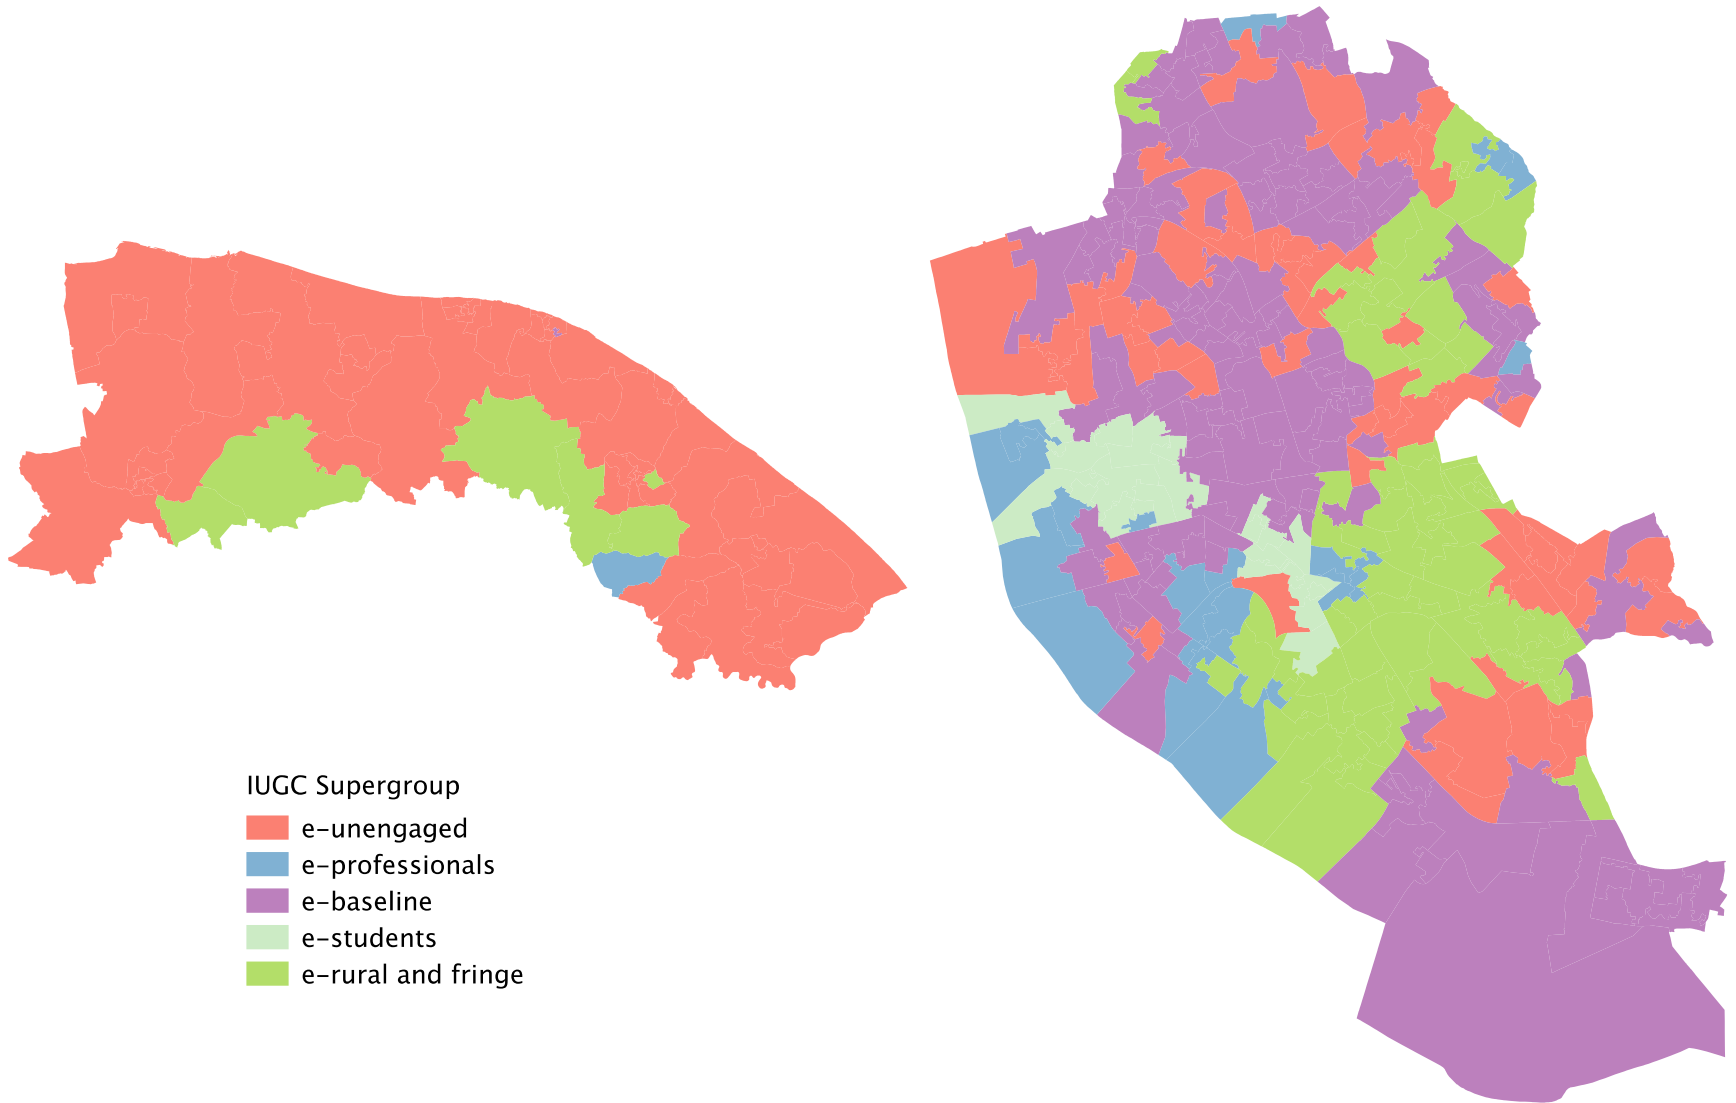 IUGC Supergroup
e-unengaged
e-professionals
e-baseline
e-students
e-rural and fringe